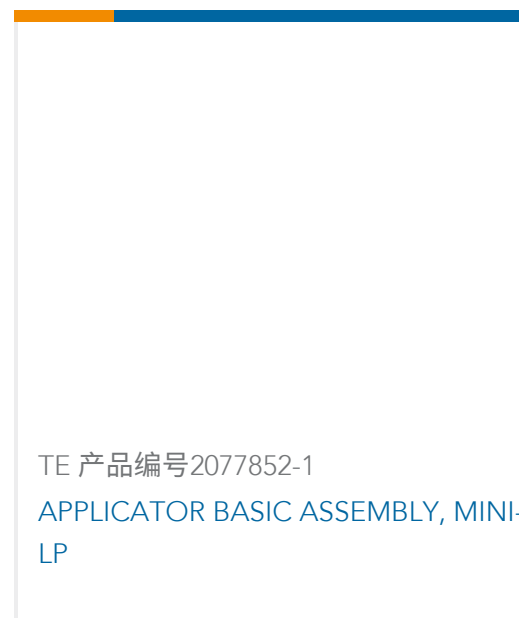 TE 产品编号2077852-1
APPLICATOR BASIC ASSEMBLY, MINI-
LP